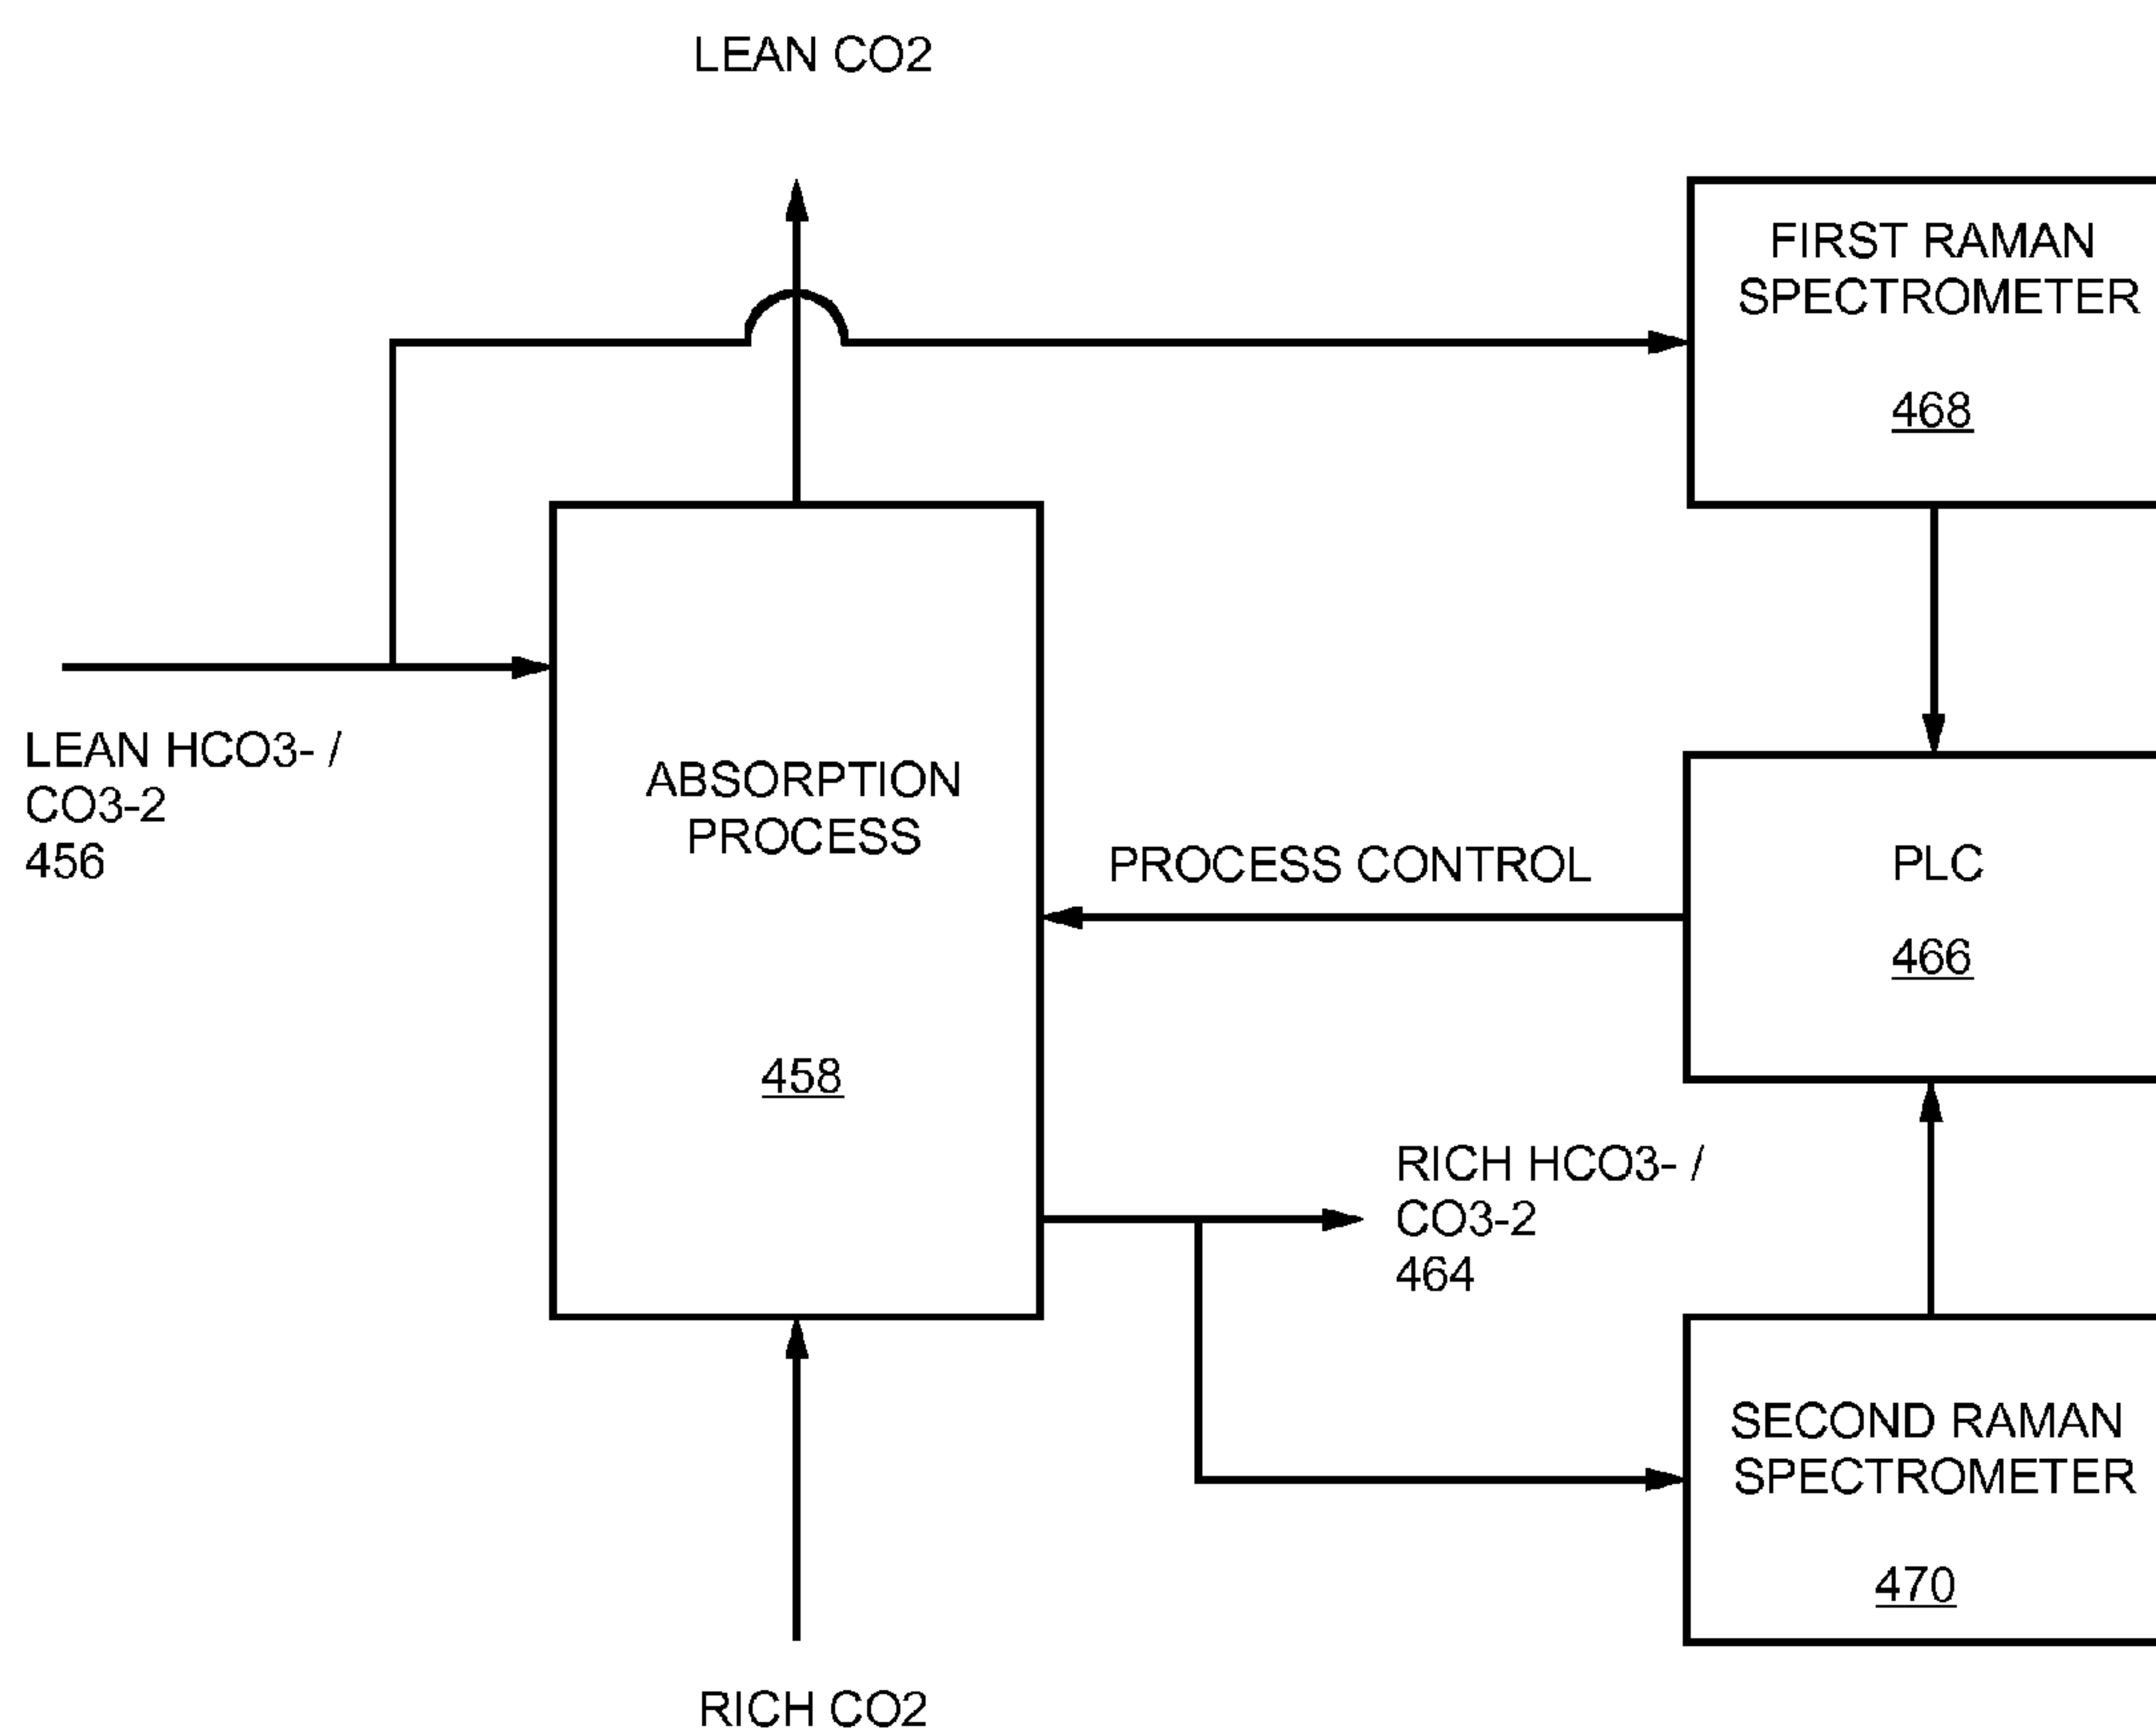 LEAN CO2
FIRST RAMAN
SPECTROMETER
468
LEAN HCO3- /
CO3-2
456
ABSORPTION
PROCESS
458
PROCESS CONTROL
PLC
466
RICH HCO3- /
CO3-2
464
SECOND RAMAN
SPECTROMETER
470
RICH CO2